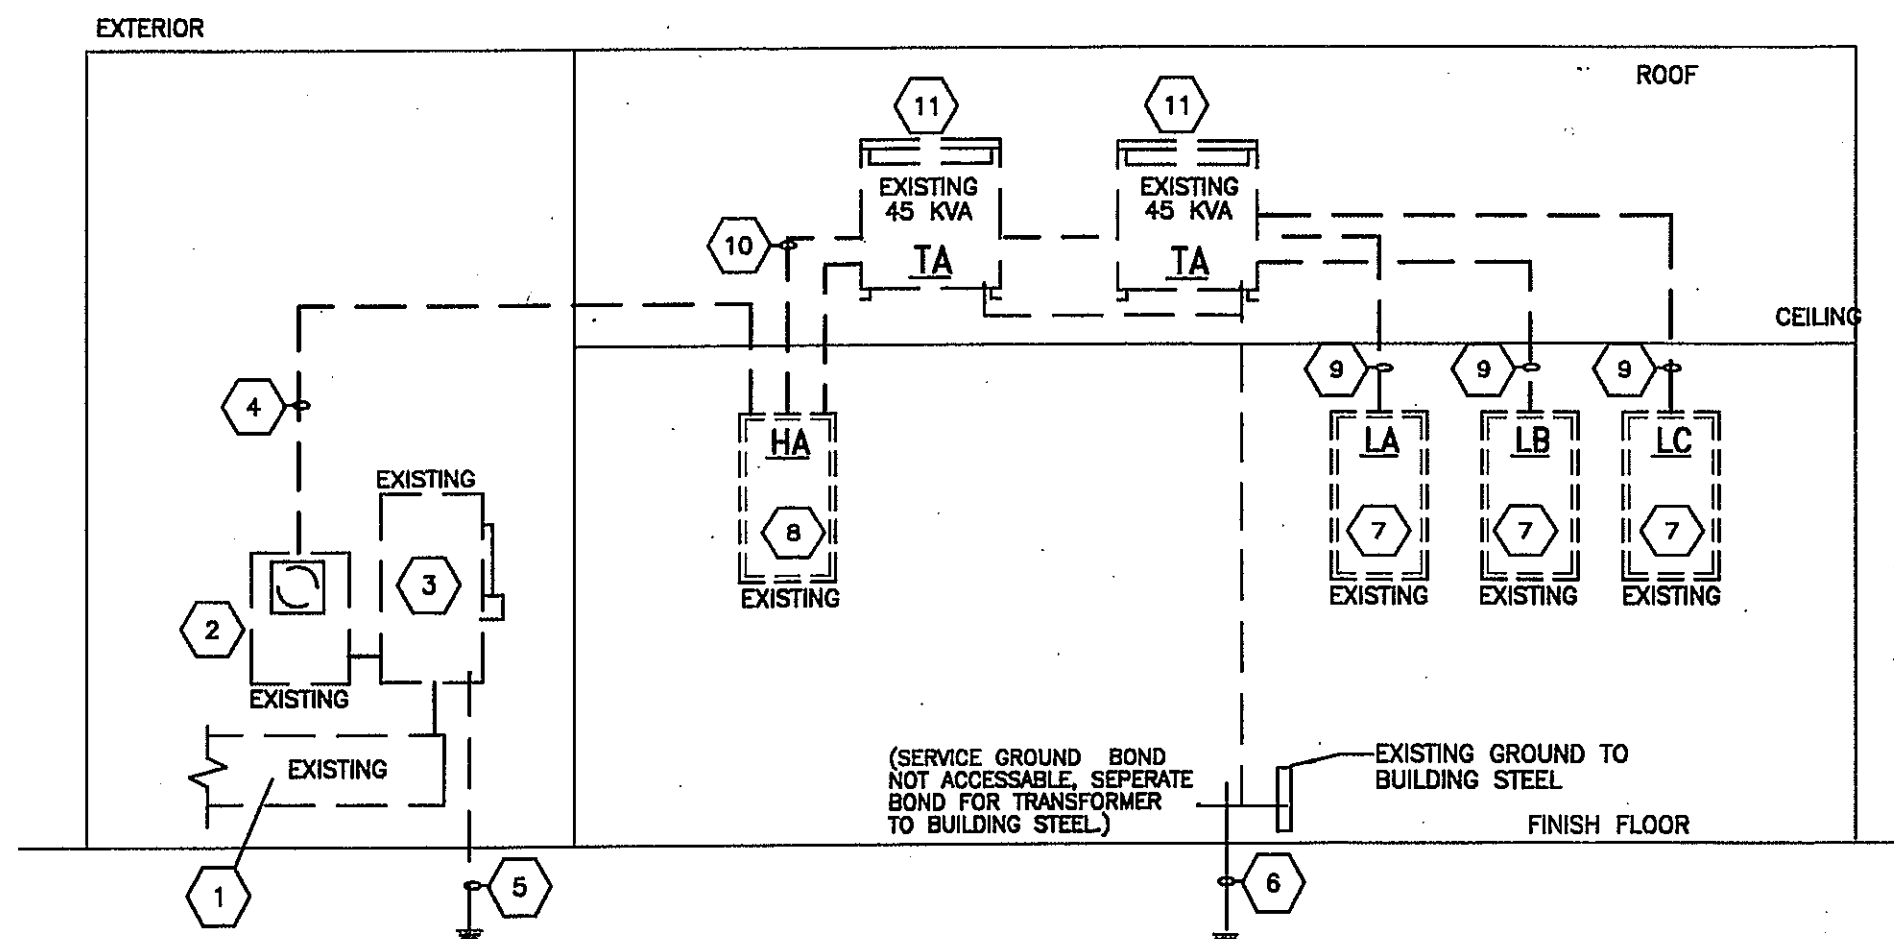 EXTERIOR
ROOF
11
11
EXISTING
45 KVA
TA
EXISTING
45 KVA
TA
10
CEILING
4
9
9
9
HA
LA
LB
LC
EXISTING
3
8
7
7
7
2
EXISTING
EXISTING
EXISTING
EXISTING
EXISTING
EXISTING
(SERVICE GROUND BOND
NOT ACCESSABLE, SEPERATE
BOND FOR TRANSFORMER
TO BUILDING STEEL.)
EXISTING GROUND TO
BUILDING STEEL
FINISH FLOOR
1
5
6